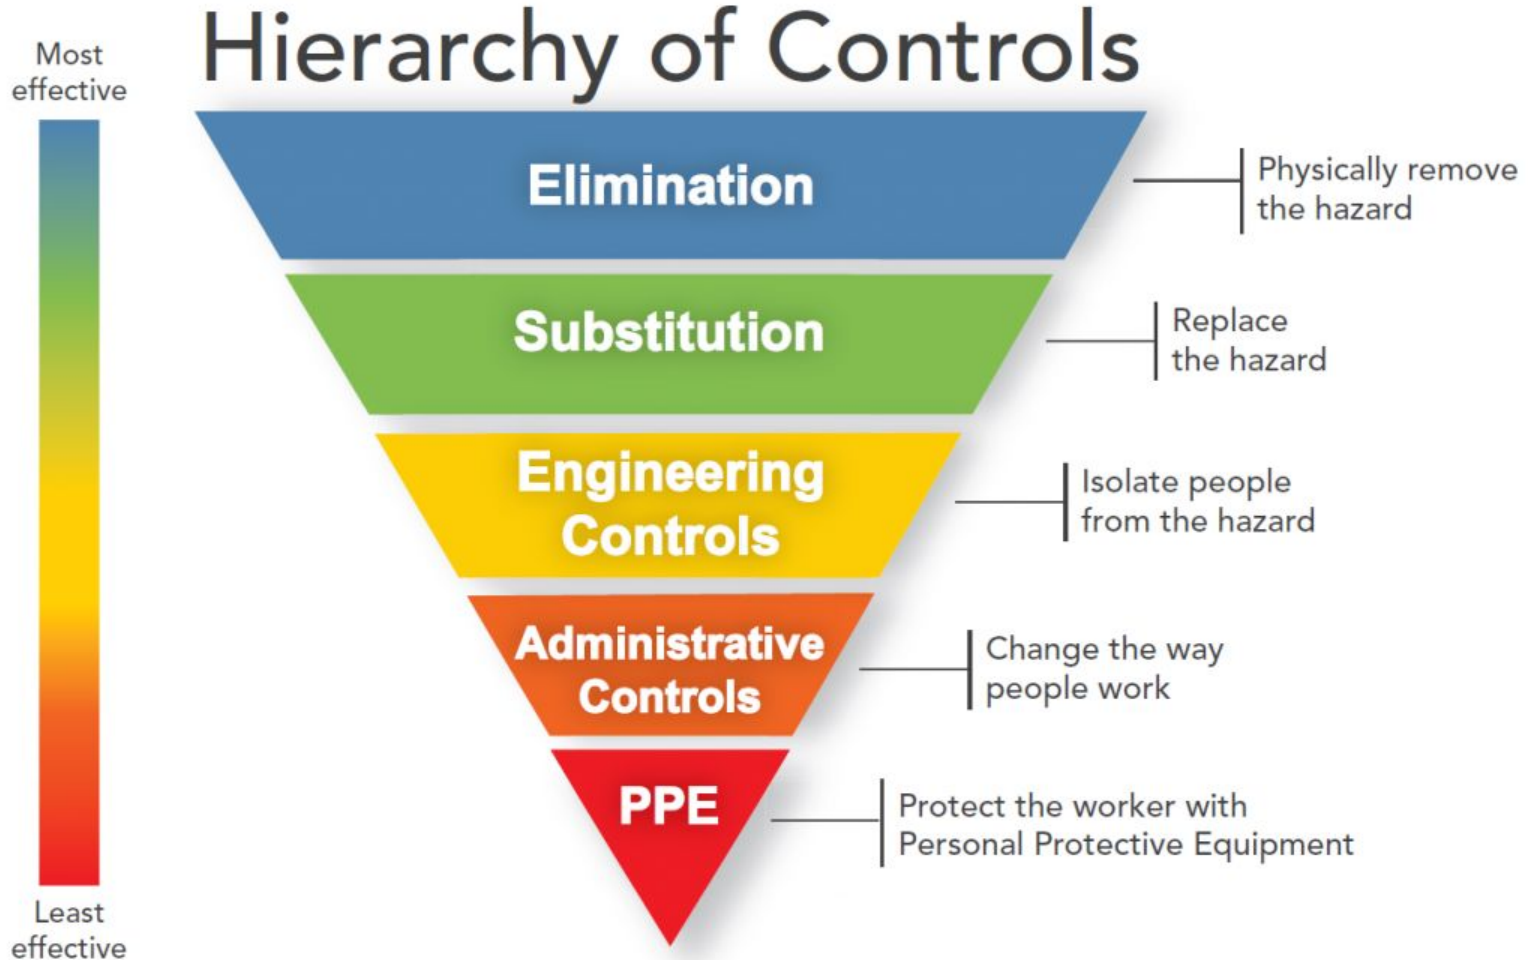 Hierarchy of Controls
Most
effective
Elimination
Physically remove
the hazard
Substitution
Replace
the hazard
Engineering
Controls
Isolate people
from the hazard
Administrative
Controls
Change the way
people work
PPE
Protect the worker with
Personal Protective Equipment
Least
effective